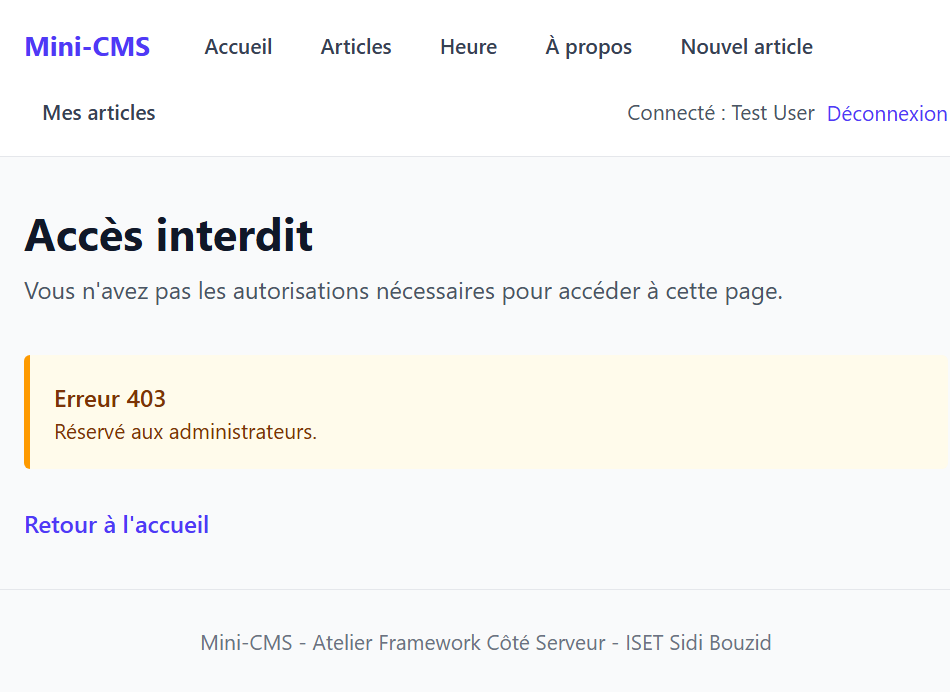 Mini-CMS Accueil Articles Heure À propos Nouvel article
Mes articles Connecté : Test User Déconnexion
Accès interdit
Vous n'avez pas les autorisations nécessaires pour accéder à cette page.
Erreur 403
Réservé aux administrateurs.
Retour à l'accueil
Mini-CMS - Atelier Framework Côté Serveur - ISET Sidi Bouzid